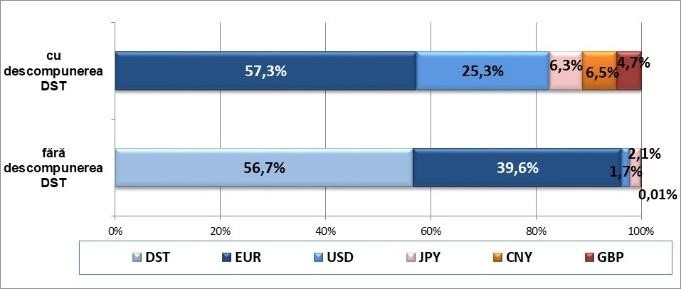 cu
descompunerea
DST
57,3%
25,3%
6,3%
6,5%
4,7%
fără
descompunerea
DST
56,7%
39,6%
1,7%
2,1%
0,01%
0%
20%
40%
60%
80%
100%
DST
EUR
USD
JPY
CNY
GBP